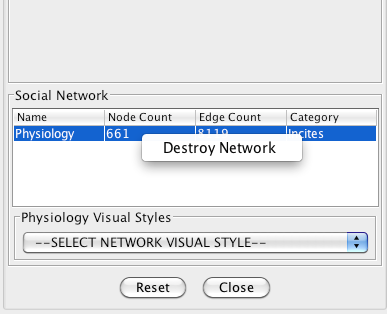 Social Network
Name Node Count Edge Count Category
Physiology 661 8119 Incites
Destroy Network
Physiology Visual Styles
--SELECT NETWORK VISUAL STYLE--
Reset Close